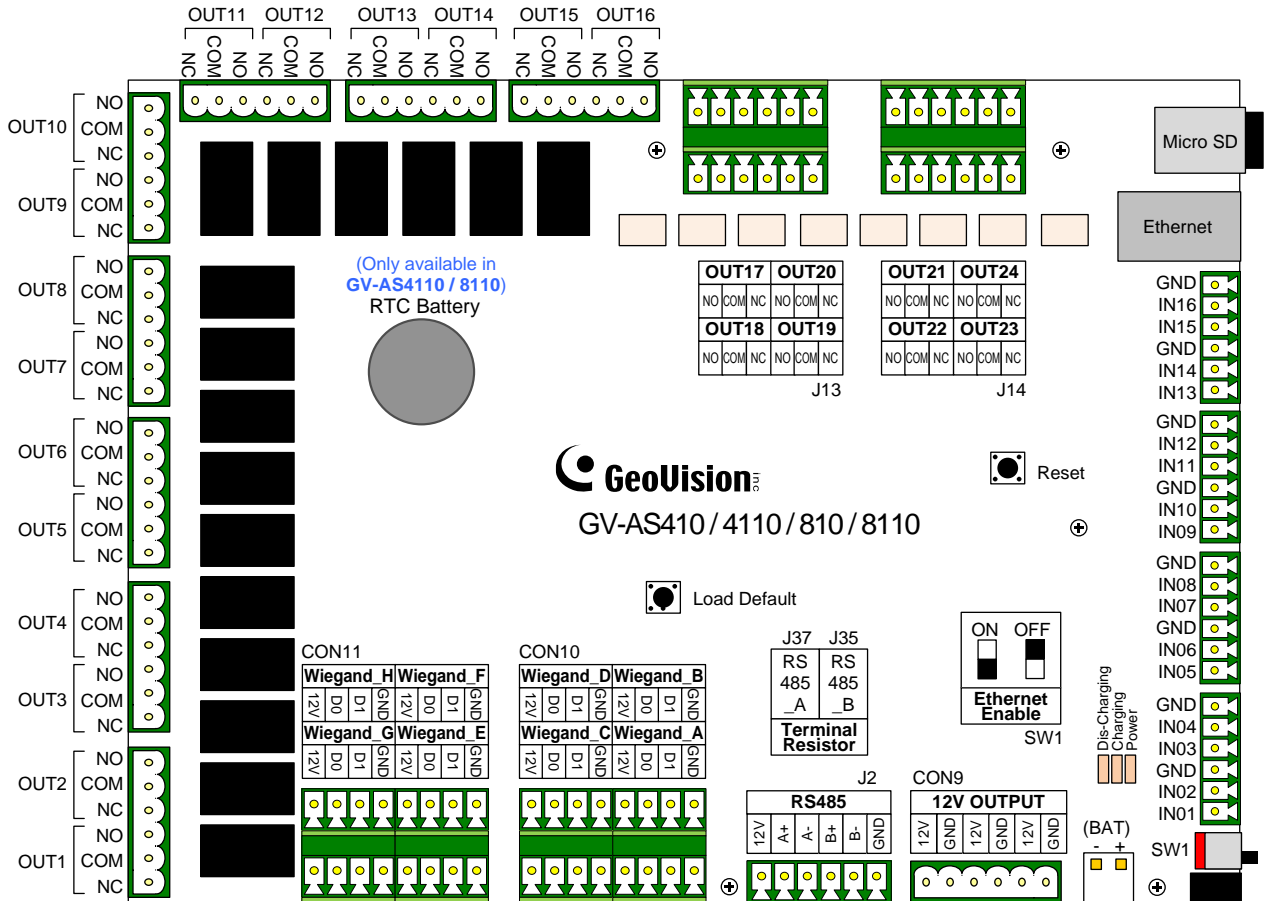 OUT11 OUT12 OUT13 OUT14 OUT15 OUT16
NC COM NO NC COM NO NC COM NO NC COM NO NC COM NO NC COM NO
OUT10 NO COM NC
OUT9 NO COM NC
OUT8 NO COM NC
OUT7 NO COM NC
OUT6 NO COM NC
OUT5 NO COM NC
OUT4 NO COM NC
OUT3 NO COM NC
OUT2 NO COM NC
OUT1 NO COM NC
Micro SD
Ethernet
(Only available in
GV-AS4110 / 8110)
RTC Battery
OUT17 OUT20
NO COM NC NO COM NC
OUT18 OUT19
NO COM NC NO COM NC
J13
OUT21 OUT24
NO COM NC NO COM NC
OUT22 OUT23
NO COM NC NO COM NC
J14
GND
IN16
IN15
GND
IN14
IN13
GND
IN12
IN11
GND
IN10
IN09
GND
IN08
IN07
GND
IN06
IN05
GND
IN04
IN03
GND
IN02
IN01
GeoVision inc
Reset
GV-AS410 / 4110 / 810 / 8110
Load Default
CON11
Wiegand_H Wiegand_F
12V D0 D1 GND 12V D0 D1 GND
Wiegand_G Wiegand_E
12V D0 D1 GND 12V D0 D1 GND
CON10
Wiegand_D Wiegand_B
12V D0 D1 GND 12V D0 D1 GND
Wiegand_C Wiegand_A
12V D0 D1 GND 12V D0 D1 GND
J37 J35
RS RS
485 485
_A _B
Terminal
Resistor
ON OFF
Ethernet
Enable
SW1
Dis-Charging
Charging
Power
J2
RS485
12V A+ A- B+ B- GND
CON9
12V OUTPUT
12V GND 12V GND 12V GND
(BAT)
- +
SW1